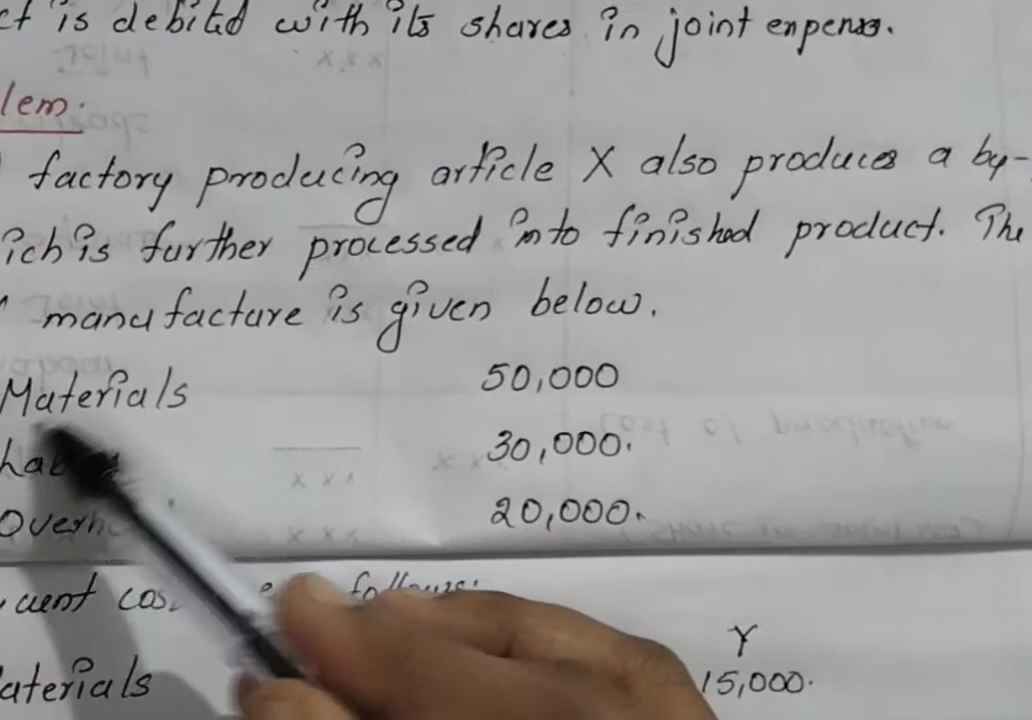 ct is debited with its shares in joint expenses.
lem:
factory producing article X also produces a by-
ich is further processed into finished product. The
manufacture is given below.
Materials 50,000
30,000.
20,000.
follows:
Y
aterials 15,000.